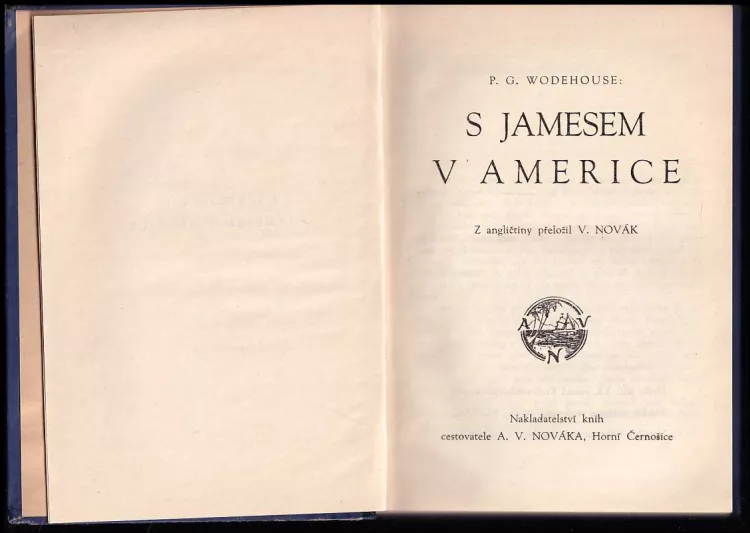 P. G. WODEHOUSE:
S JAMESEM
V AMERICE
Z angličtiny přeložil V. NOVÁK
A V
N
Nakladatelství knih
cestovatele A. V. NOVÁKA, Horní Černošice